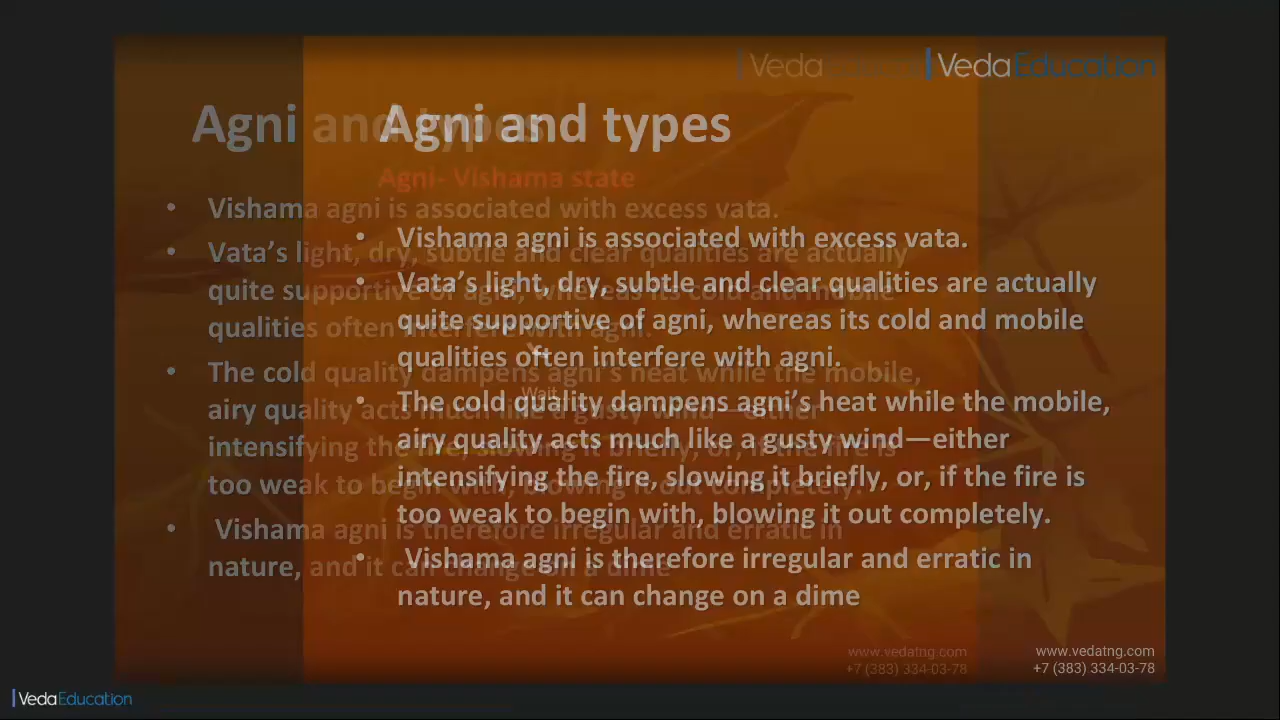 VedaEducation
Agni and types
Agni- Vishama state
• Vishama agni is associated with excess vata.
• Vata’s light, dry, subtle and clear qualities are actually
quite supportive of agni, whereas its cold and mobile
qualities often interfere with agni.
Wait
• The cold quality dampens agni’s heat while the mobile,
airy quality acts much like a gusty wind—either
intensifying the fire, slowing it briefly, or, if the fire is
too weak to begin with, blowing it out completely.
• Vishama agni is therefore irregular and erratic in
nature, and it can change on a dime
www.vedatng.com
+7 (383) 334-03-78
VedaEducation